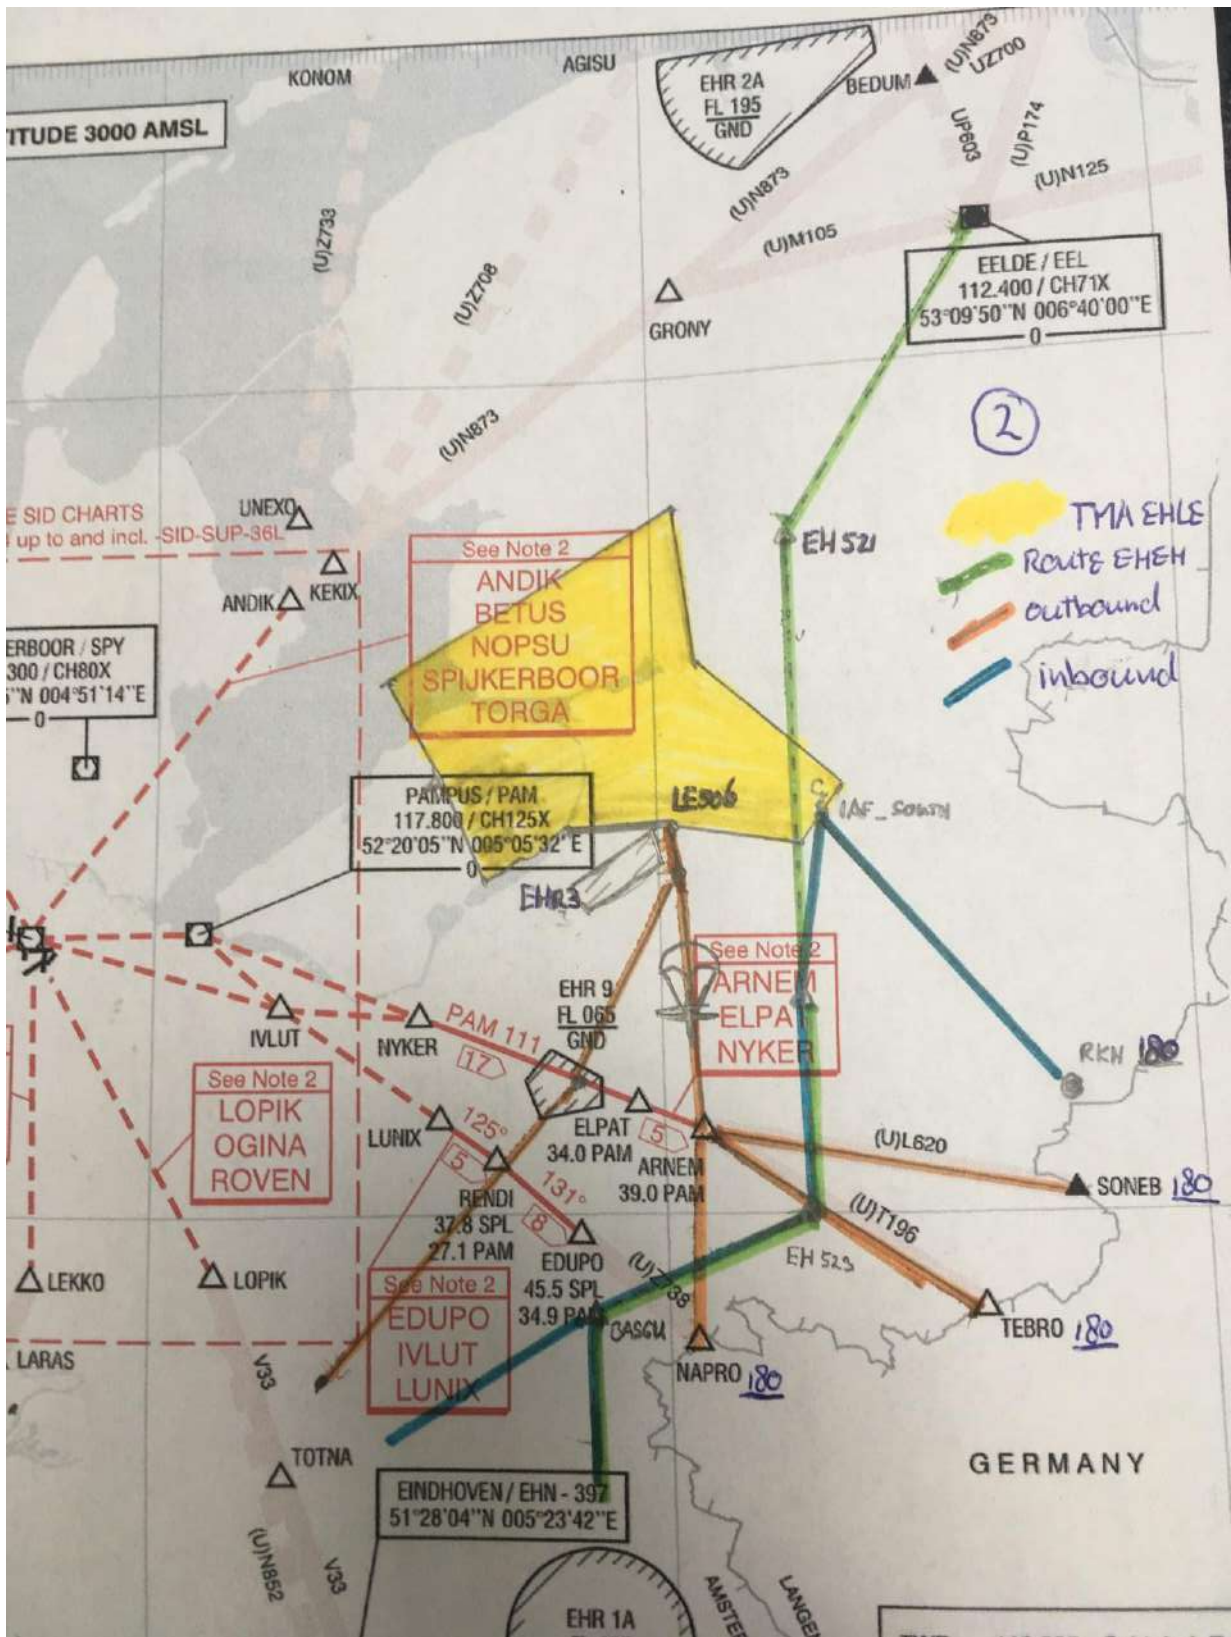 KONOM
AGISU
EHR 2A
FL 195
GND
BEDUM
(U)N873
UZ700
UP603
(U)P174
(U)N125
ITUDE 3000 AMSL
(U)Z733
(U)Z708
(U)N873
(U)M105
GRONY
EELDE / EEL
112.400 / CH71X
53°09'50"N 006°40'00"E
0
(U)N873
2
TMA EHLE
Route EHEH
outbound
inbound
E SID CHARTS
up to and incl. -SID-SUP-36L
UNEXO
KEKIX
ANDIK
EH 521
See Note 2
ANDIK
BETUS
NOPSU
SPIJKERBOOR
TORGA
ERBOOR / SPY
300 / CH80X
"N 004°51'14"E
0
PAMPUS / PAM
117.800 / CH125X
52°20'05"N 005°05'32"E
0
LE506
IAF_SOUTH
EHR3
See Note 2
ARNEM
ELPA
NYKER
EHR 9
FL 065
GND
IVLUT
NYKER
PAM 111
17
RKN 180
See Note 2
LOPIK
OGINA
ROVEN
LUNIX
125°
5
ELPAT
34.0 PAM
5
ARNEM
39.0 PAM
(U)L620
SONEB 180
131°
8
RENDI
37.8 SPL
27.1 PAM
(U)T196
EH 523
EDUPO
45.5 SPL
34.9 PAM
(U)Z738
LEKKO
LOPIK
See Note 2
EDUPO
IVLUT
LUNIX
OASGU
TEBRO 180
NAPRO 180
LARAS
V33
TOTNA
GERMANY
EINDHOVEN / EHN - 397
51°28'04"N 005°23'42"E
(U)N852
V33
EHR 1A
AMSTE
LANGEN